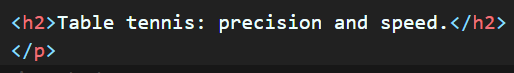 <h2>Table tennis: precision and speed.</h2>
</p>